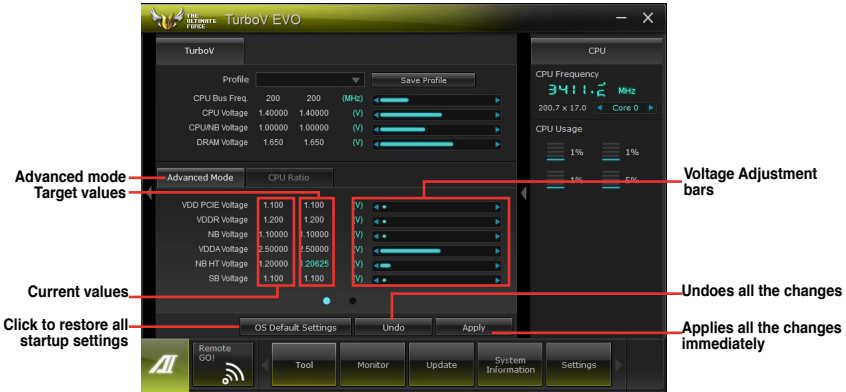 THE
ULTIMATE
FORCE
TurboV EVO
TurboV
CPU
Profile
Save Profile
CPU Bus Freq. 200 200 (MHz)
CPU Voltage 1.40000 1.40000 (V)
CPU/NB Voltage 1.00000 1.00000 (V)
DRAM Voltage 1.650 1.650 (V)
CPU Frequency
3411.2 MHz
200.7 x 17.0 Core 0
CPU Usage
1% 1%
1% 5%
Advanced mode
Target values
Advanced Mode
CPU Ratio
Voltage Adjustment
bars
VDD PCIE Voltage 1.100 1.100 (V)
VDDR Voltage 1.200 1.200 (V)
NB Voltage 1.10000 1.10000 (V)
VDDA Voltage 2.50000 2.50000 (V)
NB HT Voltage 1.20000 1.20625 (V)
SB Voltage 1.100 1.100 (V)
Current values
Undoes all the changes
Click to restore all
startup settings
OS Default Settings
Undo
Apply
Applies all the changes
immediately
AI
Remote
GO!
Tool
Monitor
Update
System
Information
Settings